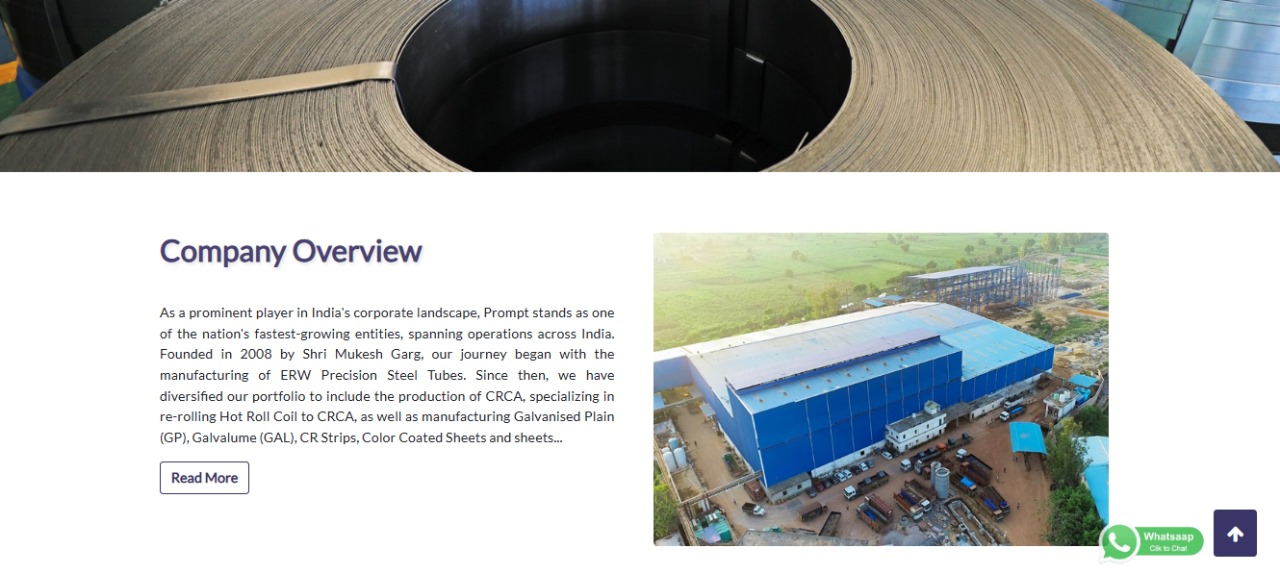 Company Overview
As a prominent player in India's corporate landscape, Prompt stands as one
of the nation's fastest-growing entities, spanning operations across India.
Founded in 2008 by Shri Mukesh Garg, our journey began with the
manufacturing of ERW Precision Steel Tubes. Since then, we have
diversified our portfolio to include the production of CRCA, specializing in
re-rolling Hot Roll Coil to CRCA, as well as manufacturing Galvanised Plain
(GP), Galvalume (GAL), CR Strips, Color Coated Sheets and sheets...
Read More
Whatsaap
Clik to Chat